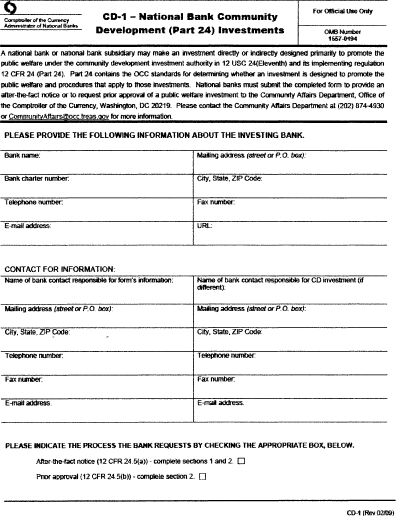 Comptroller of the Currency
Administrator of National Banks
CD-1 – National Bank Community
Development (Part 24) Investments
For Official Use Only
OMB Number
1557-0194
A national bank or national bank subsidiary may make an investment directly or indirectly designed primarily to promote the
public welfare under the community development investment authority in 12 USC 24(Eleventh) and its implementing regulation
12 CFR 24 (Part 24). Part 24 contains the OCC standards for determining whether an investment is designed to promote the
public welfare and procedures that apply to those investments. National banks must submit the completed form to provide an
after-the-fact notice or to request prior approval of a public welfare investment to the Community Affairs Department, Office of
the Comptroller of the Currency, Washington, DC 20219. Please contact the Community Affairs Department at (202) 874-4930
or CommunityAffairs@occ.treas.gov for more information.
PLEASE PROVIDE THE FOLLOWING INFORMATION ABOUT THE INVESTING BANK.
Bank name:
Mailing address (street or P.O. box):
Bank charter number:
City, State, ZIP Code:
Telephone number:
Fax number:
E-mail address:
URL:
CONTACT FOR INFORMATION:
Name of bank contact responsible for form's information:
Name of bank contact responsible for CD investment (if
different):
Mailing address (street or P.O. box):
Mailing address (street or P.O. box):
City, State, ZIP Code:
City, State, ZIP Code:
Telephone number:
Telephone number:
Fax number:
Fax number:
E-mail address:
E-mail address:
PLEASE INDICATE THE PROCESS THE BANK REQUESTS BY CHECKING THE APPROPRIATE BOX, BELOW.
After-the-fact notice (12 CFR 24.5(a)) - complete sections 1 and 2.
Prior approval (12 CFR 24.5(b)) - complete section 2.
CD-1 (Rev 02/09)